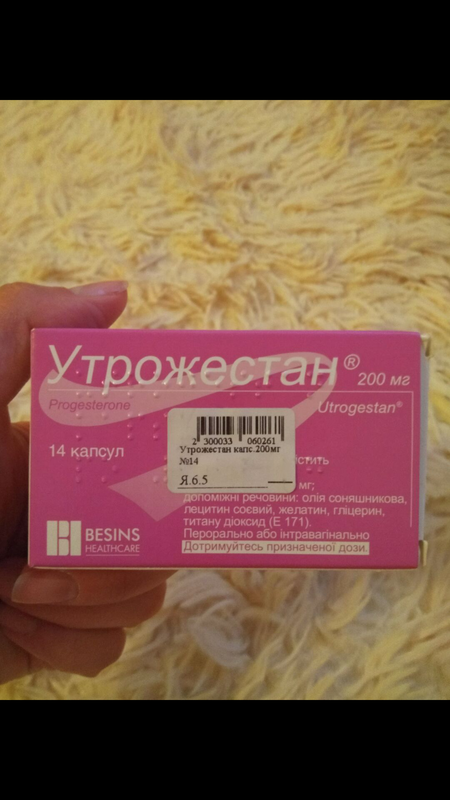 Утрожестан® 200 мг
Progesterone
Utrogestan®
14 капсул
2 300033 060261
Утрожестан капс.200мг
№14
Я.6.5
мг;
допоміжні речовини: олія соняшникова,
лецитин соєвий, желатин, гліцерин,
титану діоксид (Е 171).
Перорально або інтравагінально
Дотримуйтесь призначеної дози.
BESINS
HEALTHCARE